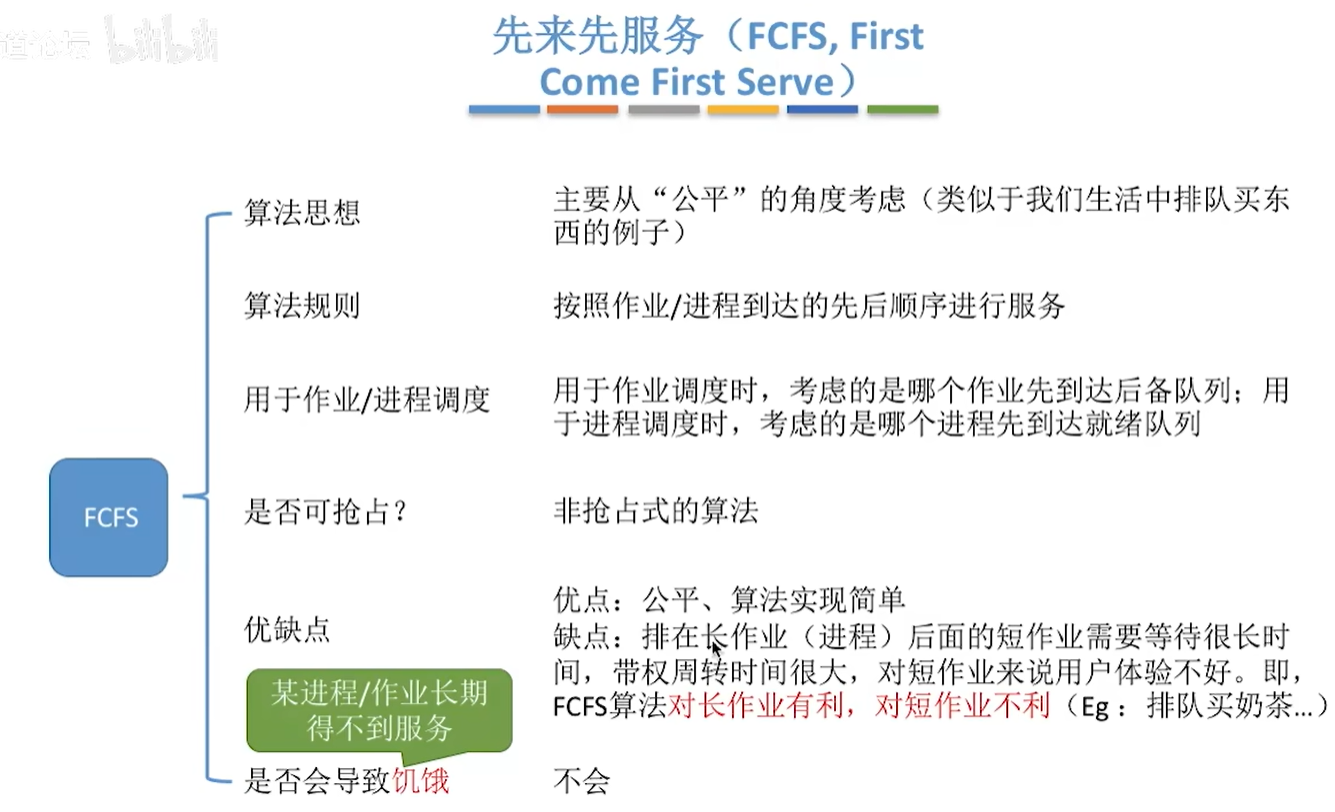 道论坛 bilibili
先来先服务（FCFS, First
Come First Serve）
算法思想
主要从“公平”的角度考虑（类似于我们生活中排队买东
西的例子）
算法规则
按照作业/进程到达的先后顺序进行服务
用于作业/进程调度
用于作业调度时，考虑的是哪个作业先到达后备队列；用
于进程调度时，考虑的是哪个进程先到达就绪队列
FCFS
是否可抢占？
非抢占式的算法
优缺点
优点：公平、算法实现简单
缺点：排在长作业（进程）后面的短作业需要等待很长时
间，带权周转时间很大，对短作业来说用户体验不好。即，
FCFS算法对长作业有利，对短作业不利（Eg：排队买奶茶...）
某进程/作业长期
得不到服务
是否会导致饥饿
不会